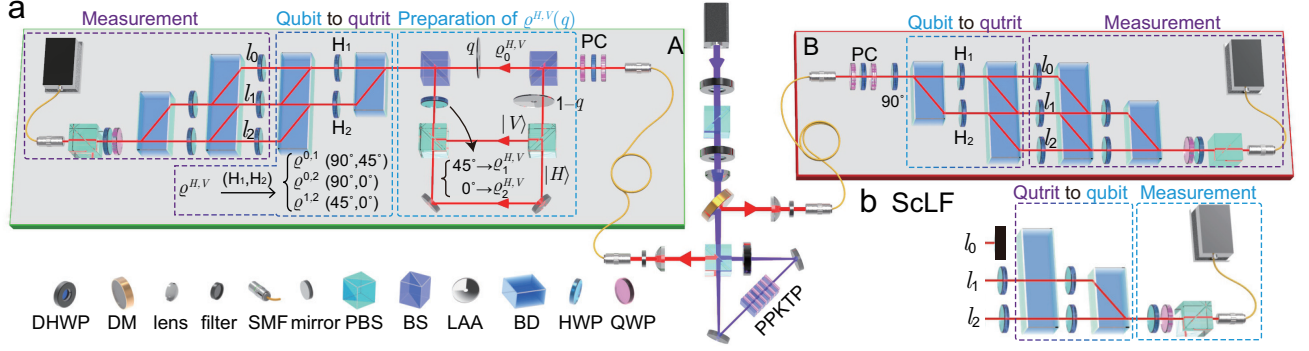 a
Measurement
Qubit to qutrit
Preparation of ϱ^{H,V}(q)
l₀
l₁
l₂
H₁
H₂
q
ϱ₀^{H,V}
PC
A
1−q
|V⟩
|H⟩
45°→ϱ₁^{H,V}
0°→ϱ₂^{H,V}
ϱ^{H,V} (H₁,H₂)
ϱ^{0,1} (90°,45°)
ϱ^{0,2} (90°,0°)
ϱ^{1,2} (45°,0°)
B
PC
90°
Qubit to qutrit
Measurement
H₁
H₂
l₀
l₁
l₂
PPKTP
b ScLF
Qutrit to qubit
Measurement
l₀
l₁
l₂
DHWP DM lens filter SMF mirror PBS BS LAA BD HWP QWP